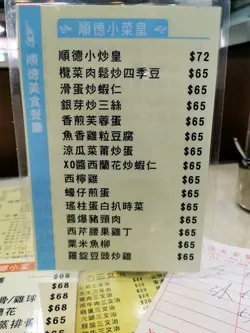 順德小菜皇
順德美食餐廳
順德小炒皇 $72
欖菜肉鬆炒四季豆 $65
滑蛋炒蝦仁 $65
銀芽炒三絲 $65
香煎芙蓉蛋 $65
魚香雞粒豆腐 $65
涼瓜菜莆炒蛋 $65
XO醬西蘭花炒蝦仁 $65
西檸雞 $65
蠔仔煎蛋 $65
瑤柱蛋白扒時菜 $65
醬爆豬頸肉 $65
西芹腰果雞丁 $65
粟米魚柳 $65
羅錠豆豉炒雞 $65